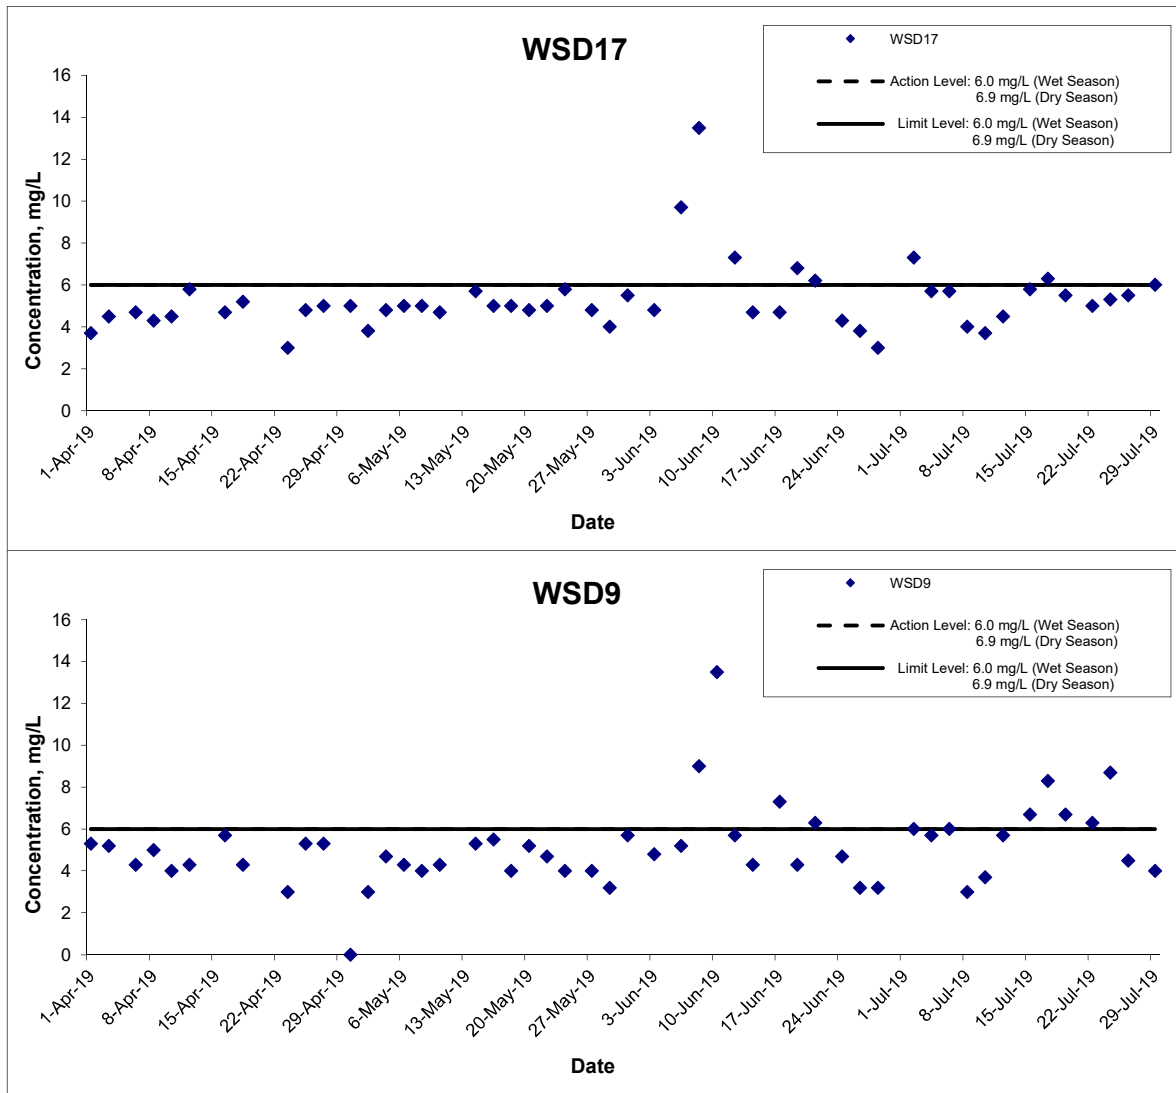 WSD17
WSD17
Action Level: 6.0 mg/L (Wet Season)
6.9 mg/L (Dry Season)
Limit Level: 6.0 mg/L (Wet Season)
6.9 mg/L (Dry Season)
Concentration, mg/L
16
14
12
10
8
6
4
2
0
1-Apr-19
8-Apr-19
15-Apr-19
22-Apr-19
29-Apr-19
6-May-19
13-May-19
20-May-19
27-May-19
3-Jun-19
10-Jun-19
17-Jun-19
24-Jun-19
1-Jul-19
8-Jul-19
15-Jul-19
22-Jul-19
29-Jul-19
Date
WSD9
WSD9
Action Level: 6.0 mg/L (Wet Season)
6.9 mg/L (Dry Season)
Limit Level: 6.0 mg/L (Wet Season)
6.9 mg/L (Dry Season)
Concentration, mg/L
16
14
12
10
8
6
4
2
0
1-Apr-19
8-Apr-19
15-Apr-19
22-Apr-19
29-Apr-19
6-May-19
13-May-19
20-May-19
27-May-19
3-Jun-19
10-Jun-19
17-Jun-19
24-Jun-19
1-Jul-19
8-Jul-19
15-Jul-19
22-Jul-19
29-Jul-19
Date